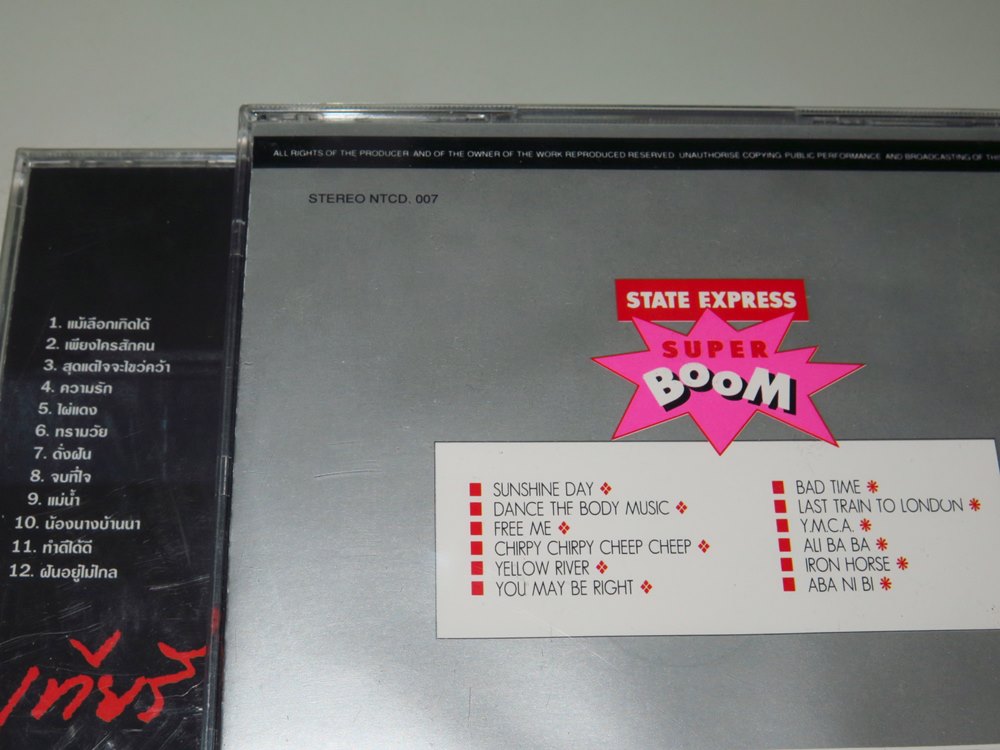 1. แม้เลือกเกิดได้
2. เพียงใครสักคน
3. สุดแต่ใจจะไขว่คว้า
4. ความรัก
5. ไผ่แดง
6. ทรามวัย
7. ดั่งฝัน
8. จบที่ใจ
9. แม่น้ำ
10. น้องนางบ้านนา
11. ทำดีได้ดี
12. ฝันอยู่ไม่ไกล
เทียรี่
ALL RIGHTS OF THE PRODUCER AND OF THE OWNER OF THE WORK REPRODUCED RESERVED. UNAUTHORISE COPYING, PUBLIC PERFORMANCE AND BROADCASTING OF
STEREO NTCD. 007
STATE EXPRESS
SUPER
BOOM
SUNSHINE DAY
DANCE THE BODY MUSIC
FREE ME
CHIRPY CHIRPY CHEEP CHEEP
YELLOW RIVER
YOU MAY BE RIGHT
BAD TIME
LAST TRAIN TO LONDON
Y.M.C.A.
ALI BA BA
IRON HORSE
ABA NI BI